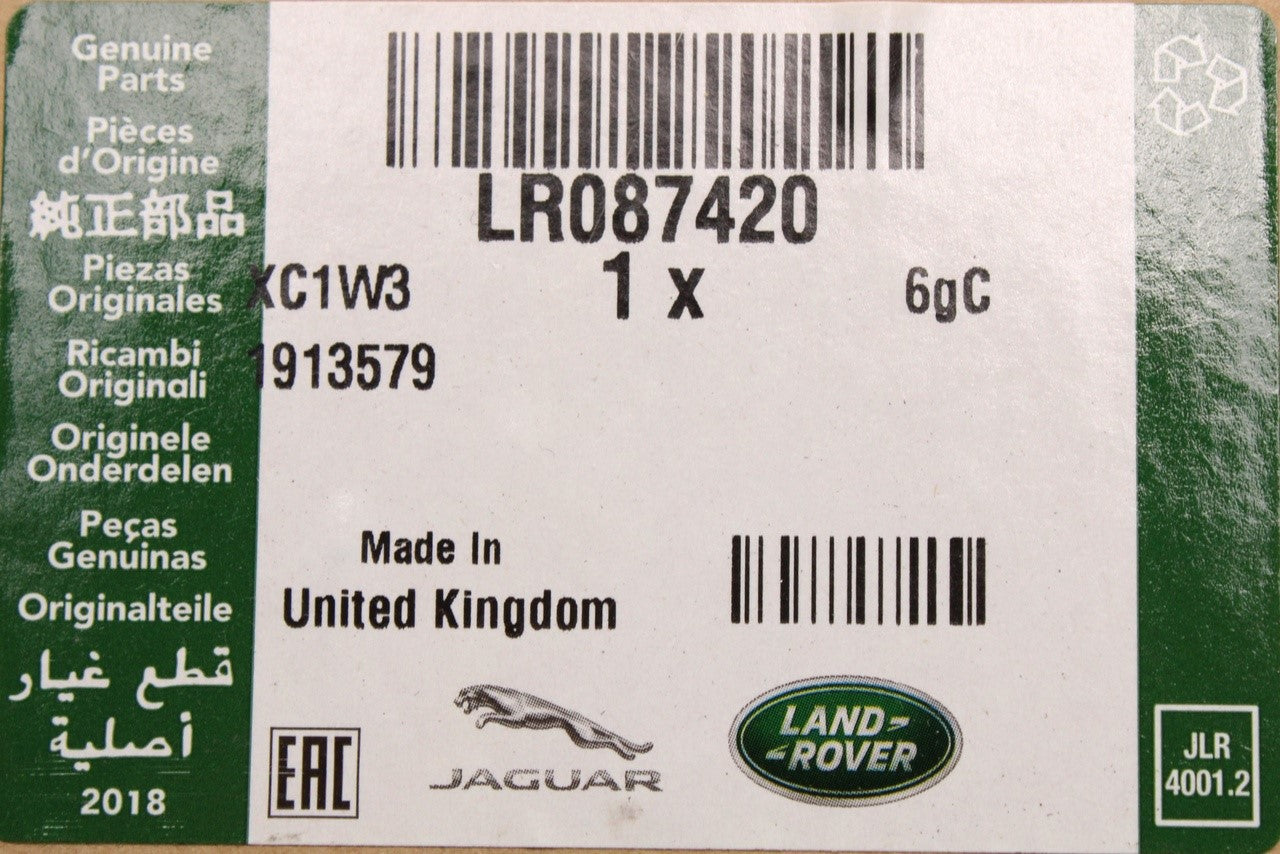 Genuine
Parts
Pièces
d'Origine
純正部品
Piezas
Originales
Ricambi
Originali
Originele
Onderdelen
Peças
Genuinas
Originalteile
قطع غيار
أصلية
2018
LR087420
XC1W3 1 x 6gC
1913579
Made In
United Kingdom
EAC
JAGUAR
LAND-
-ROVER
JLR
4001.2